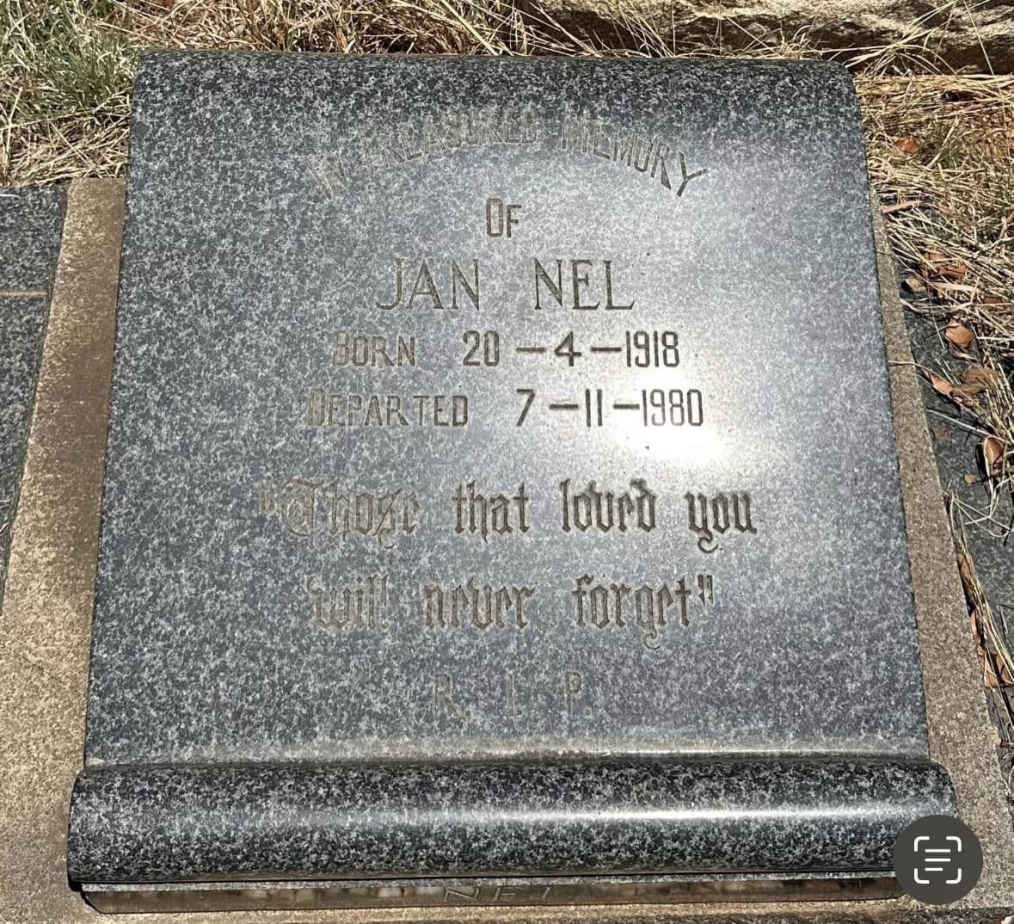 IN TREASURED MEMORY
OF
JAN NEL
BORN 20-4-1918
DEPARTED 7-11-1980
"Those that loved you
will never forget"
R. I. P.
NEL